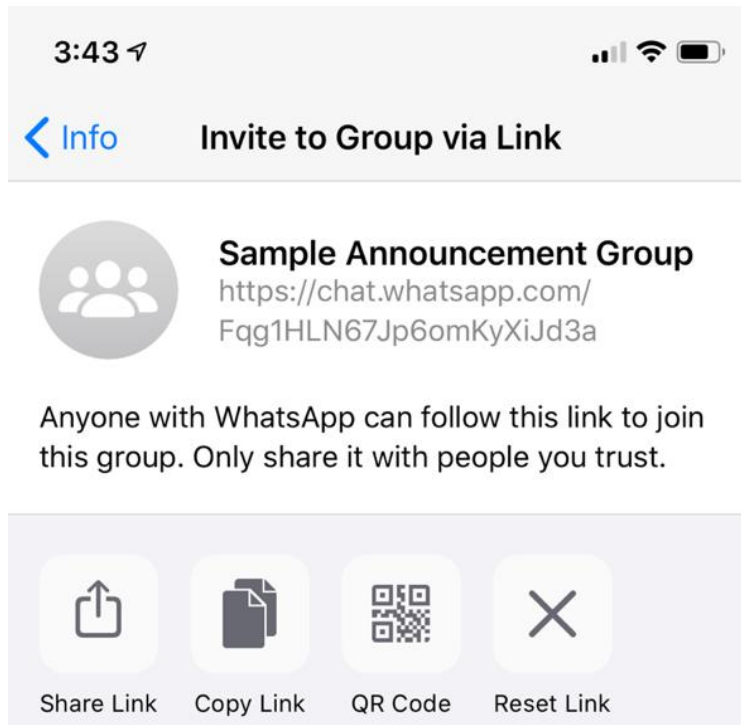 3:43
Info
Invite to Group via Link
Sample Announcement Group
https://chat.whatsapp.com/
Fqg1HLN67Jp6omKyXiJd3a
Anyone with WhatsApp can follow this link to join
this group. Only share it with people you trust.
Share Link
Copy Link
QR Code
Reset Link